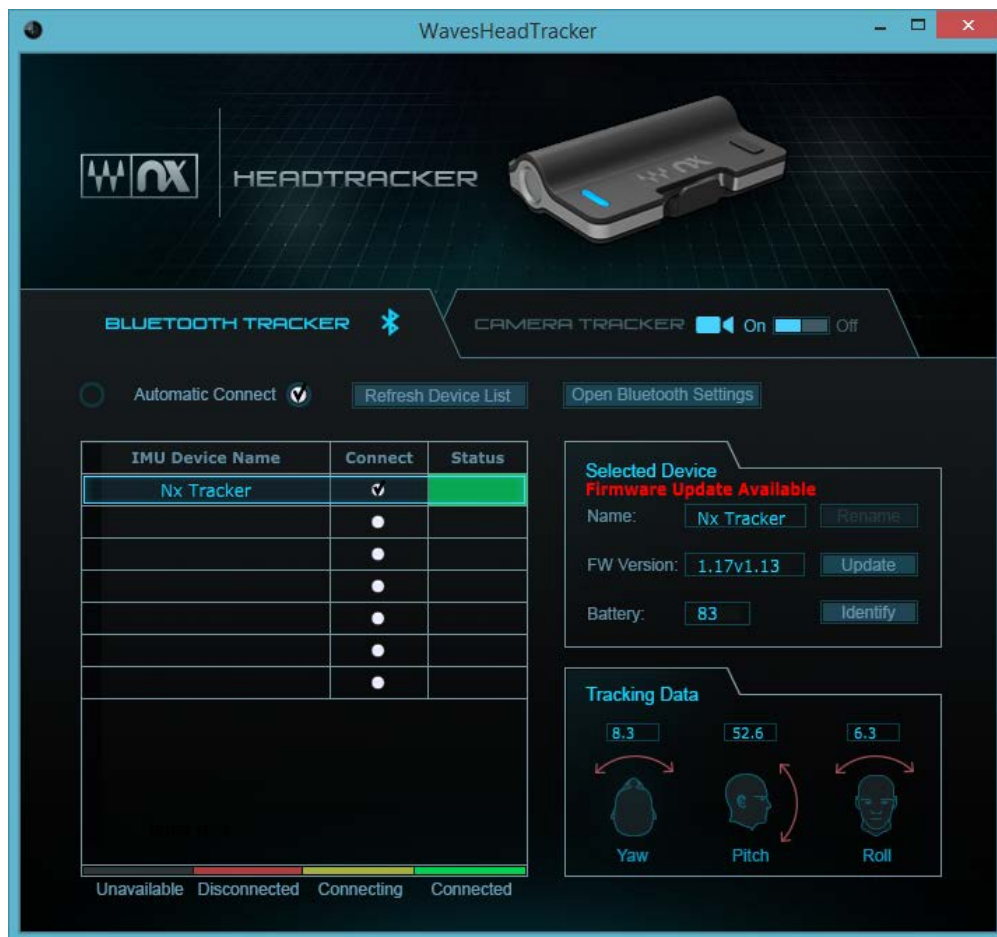 WavesHeadTracker
nx HEADTRACKER
nx
BLUETOOTH TRACKER
CAMERA TRACKER On Off
Automatic Connect Refresh Device List Open Bluetooth Settings
IMU Device Name Connect Status
Nx Tracker
Selected Device
Firmware Update Available
Name: Nx Tracker Rename
FW Version: 1.17v1.13 Update
Battery: 83 Identify
Tracking Data
8.3 52.6 6.3
Yaw Pitch Roll
Unavailable Disconnected Connecting Connected